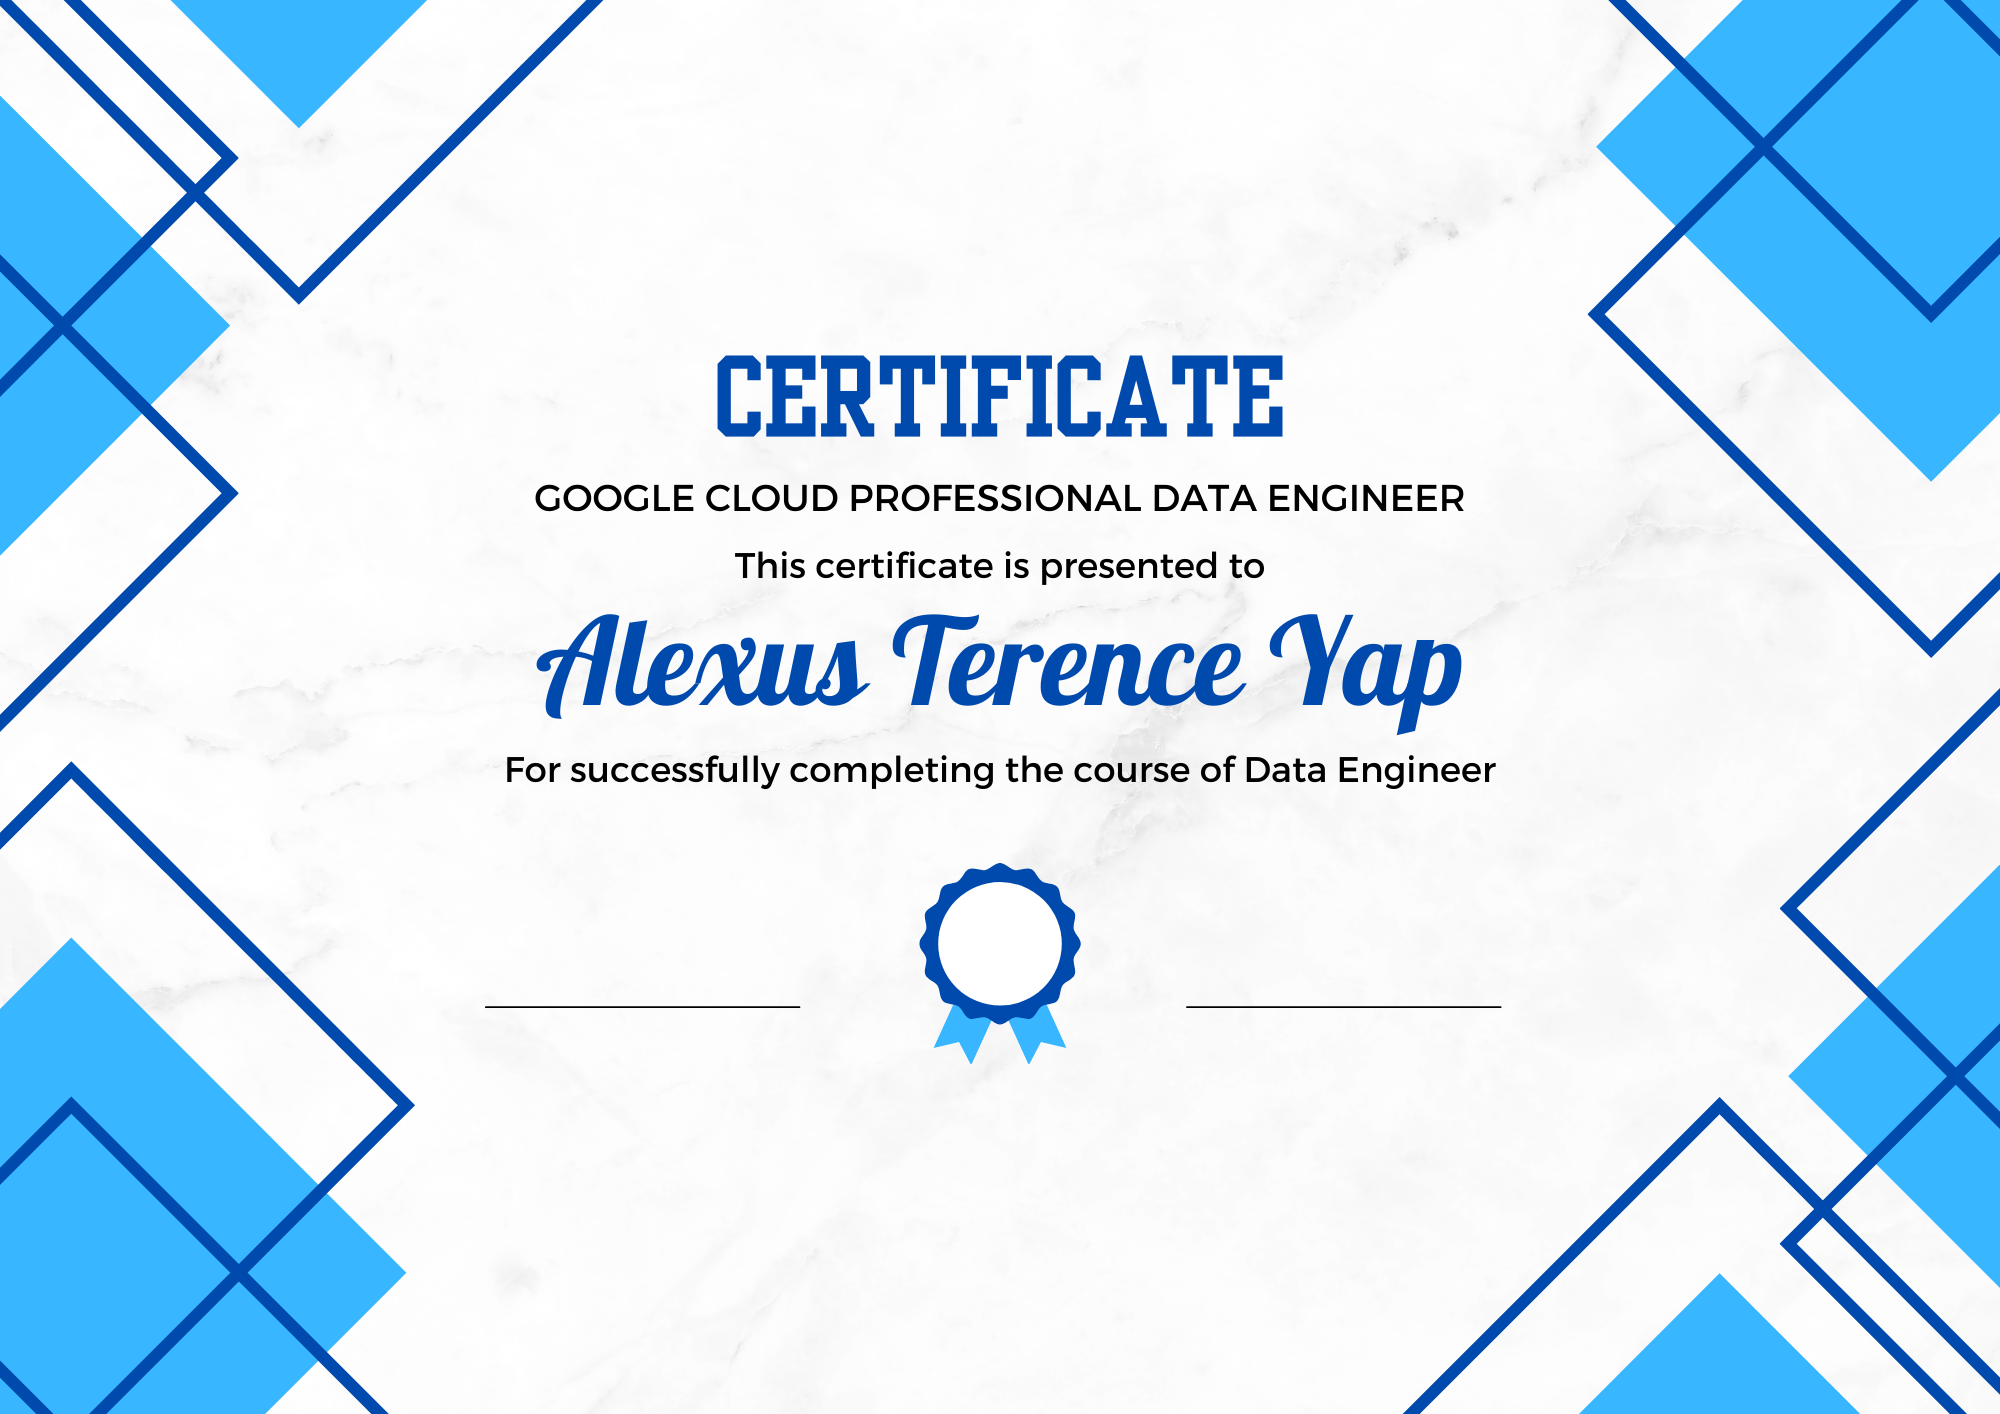 CERTIFICATE
GOOGLE CLOUD PROFESSIONAL DATA ENGINEER
This certificate is presented to
Alexus Terence Yap
For successfully completing the course of Data Engineer